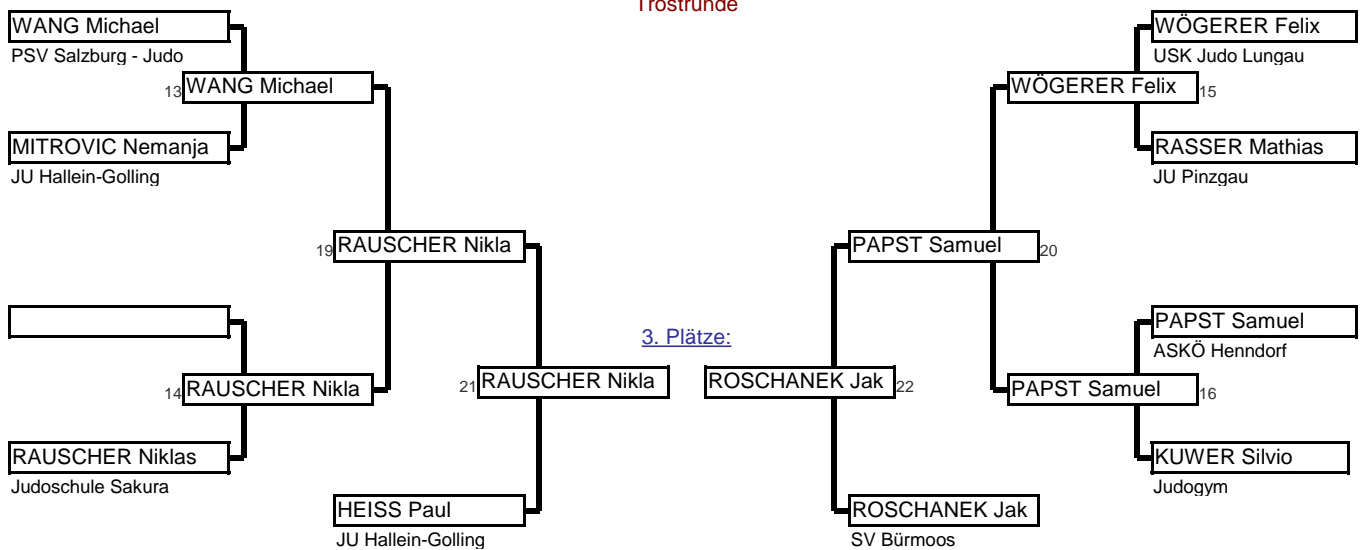 Trostrunde
WANG Michael
PSV Salzburg - Judo
13 WANG Michael
MITROVIC Nemanja
JU Hallein-Golling
19 RAUSCHER Nikla
14 RAUSCHER Nikla
RAUSCHER Niklas
Judoschule Sakura
21 RAUSCHER Nikla
HEISS Paul
JU Hallein-Golling
3. Plätze:
WÖGERER Felix
USK Judo Lungau
WÖGERER Felix 15
RASSER Mathias
JU Pinzgau
PAPST Samuel 20
PAPST Samuel
ASKÖ Henndorf
PAPST Samuel 16
KUWER Silvio
Judogym
ROSCHANEK Jak 22
ROSCHANEK Jak
SV Bürmoos